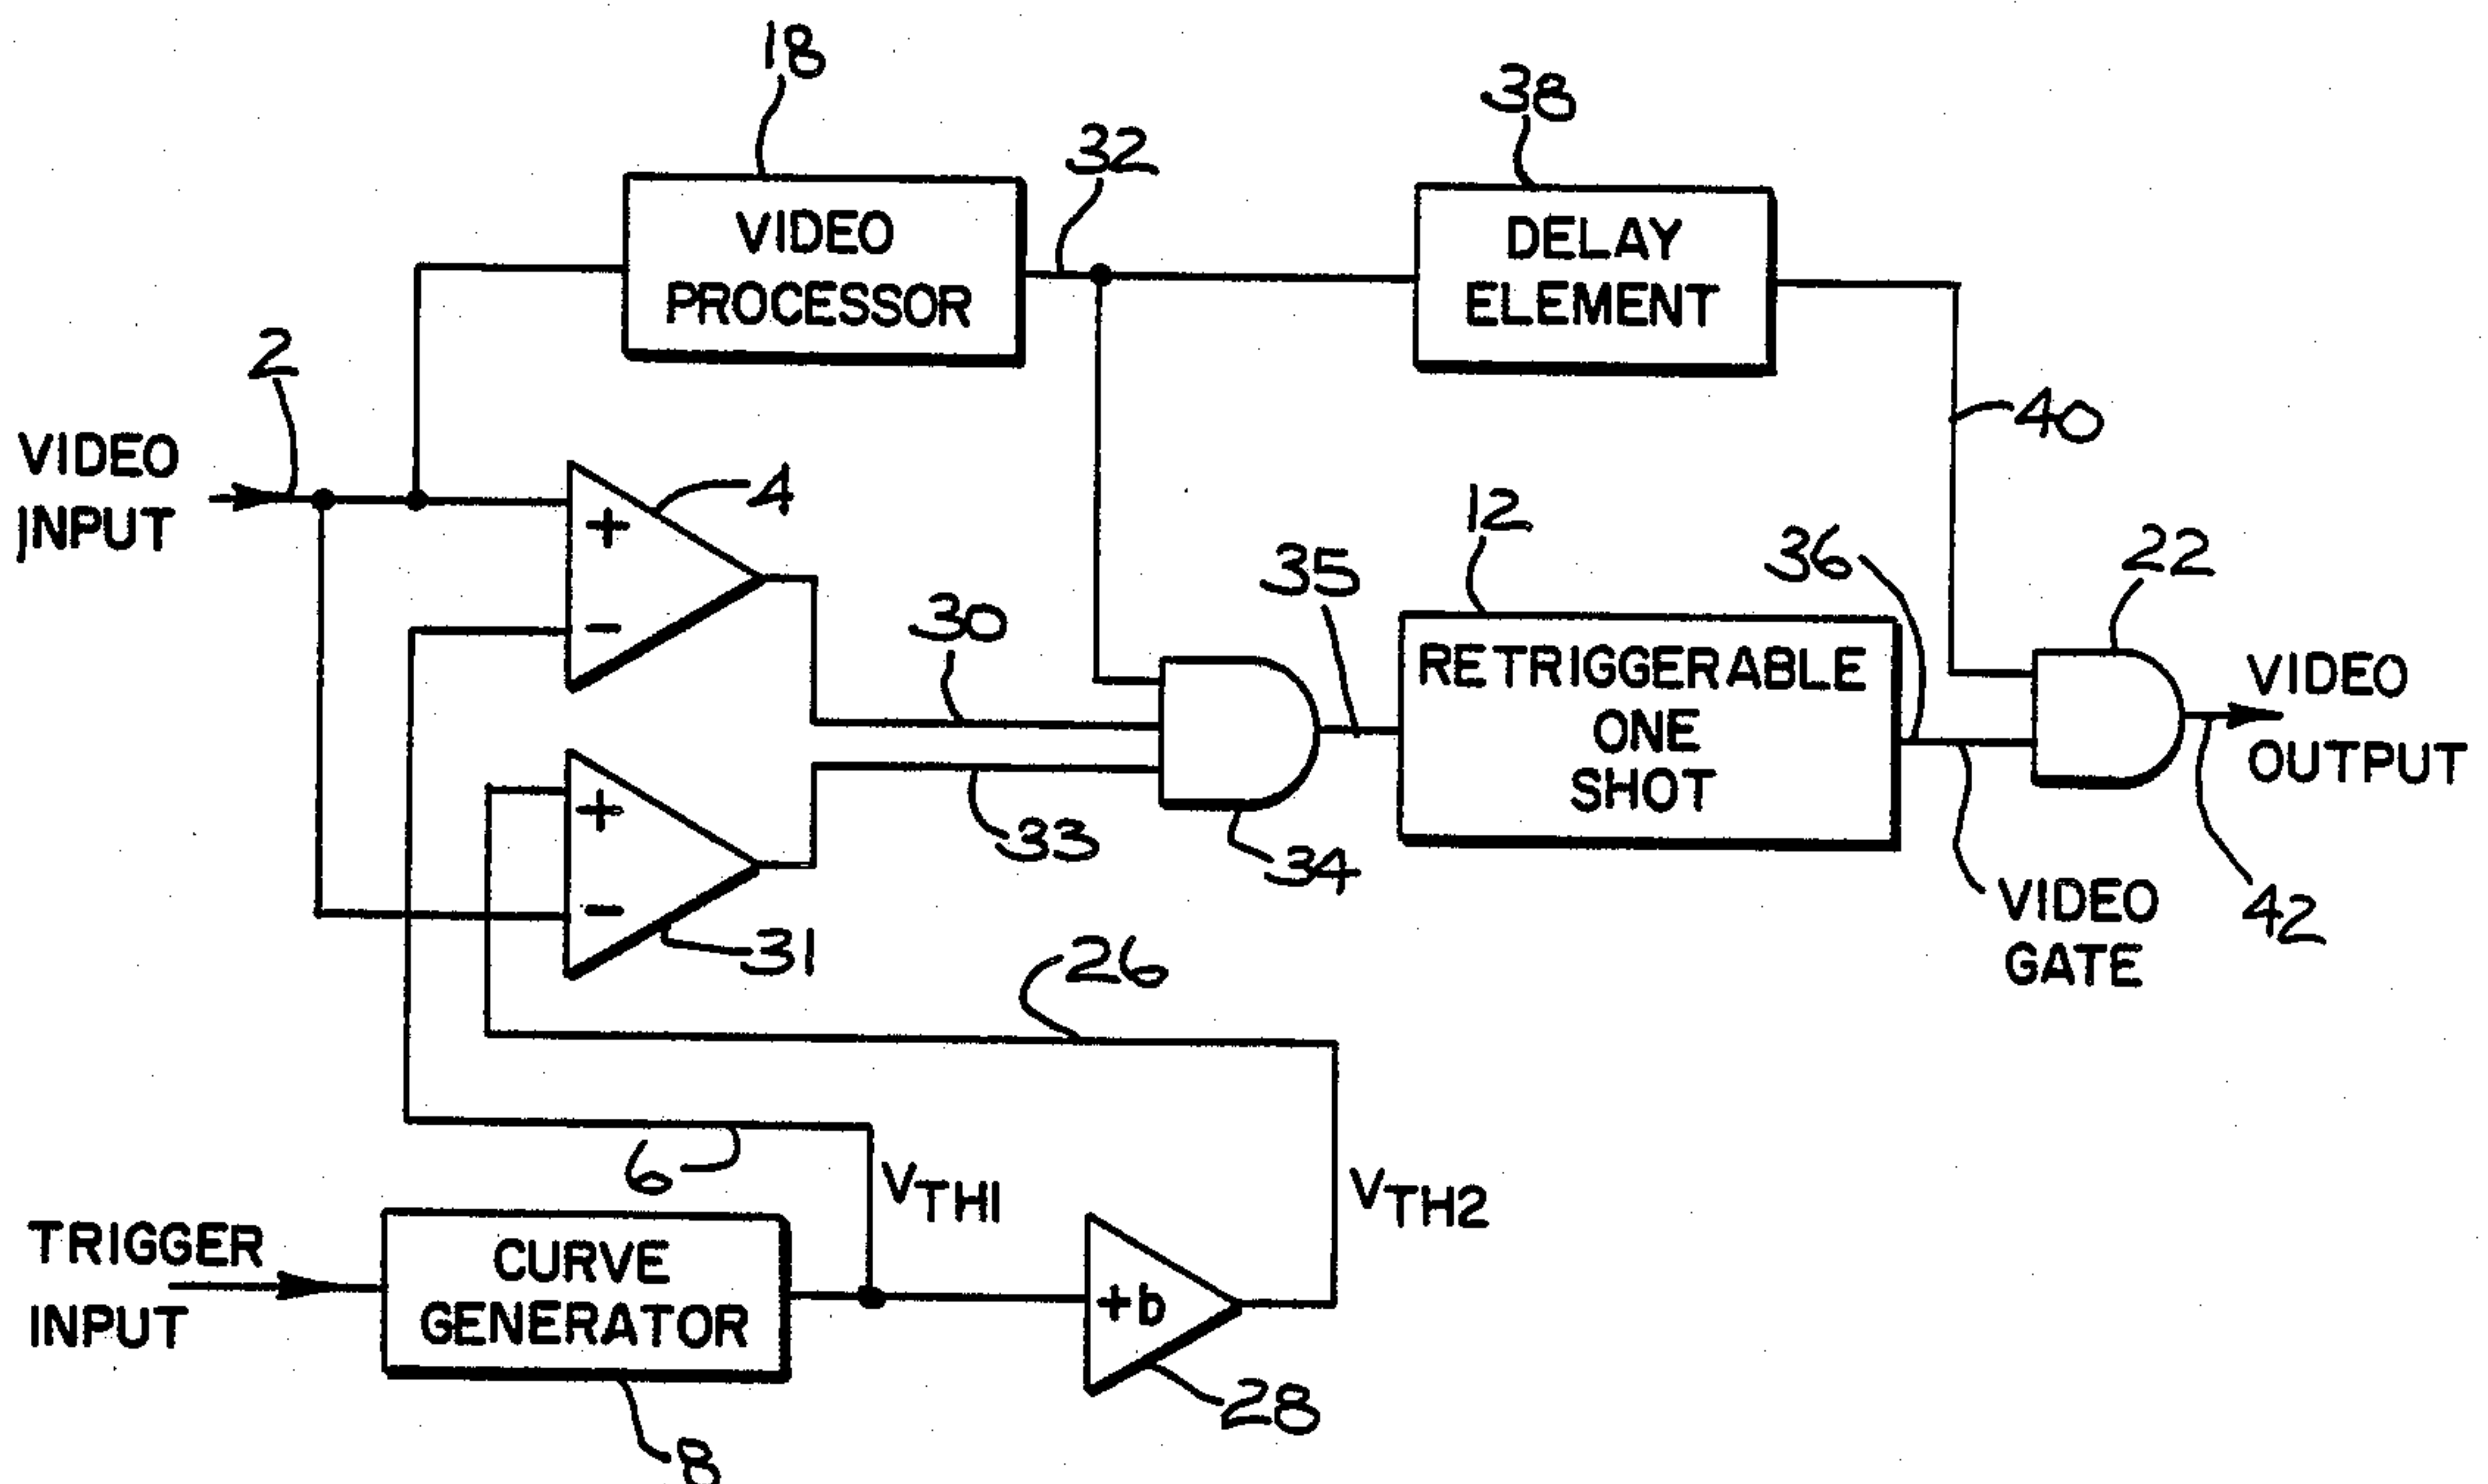 18
38
32
VIDEO
PROCESSOR
DELAY
ELEMENT
2
40
VIDEO
INPUT
4
+
-
12
36
22
35
30
RETRIGGERABLE
ONE
SHOT
VIDEO
OUTPUT
+
-
33
34
31
VIDEO
GATE
42
26
6
VTH1
VTH2
TRIGGER
INPUT
CURVE
GENERATOR
+b
28
8